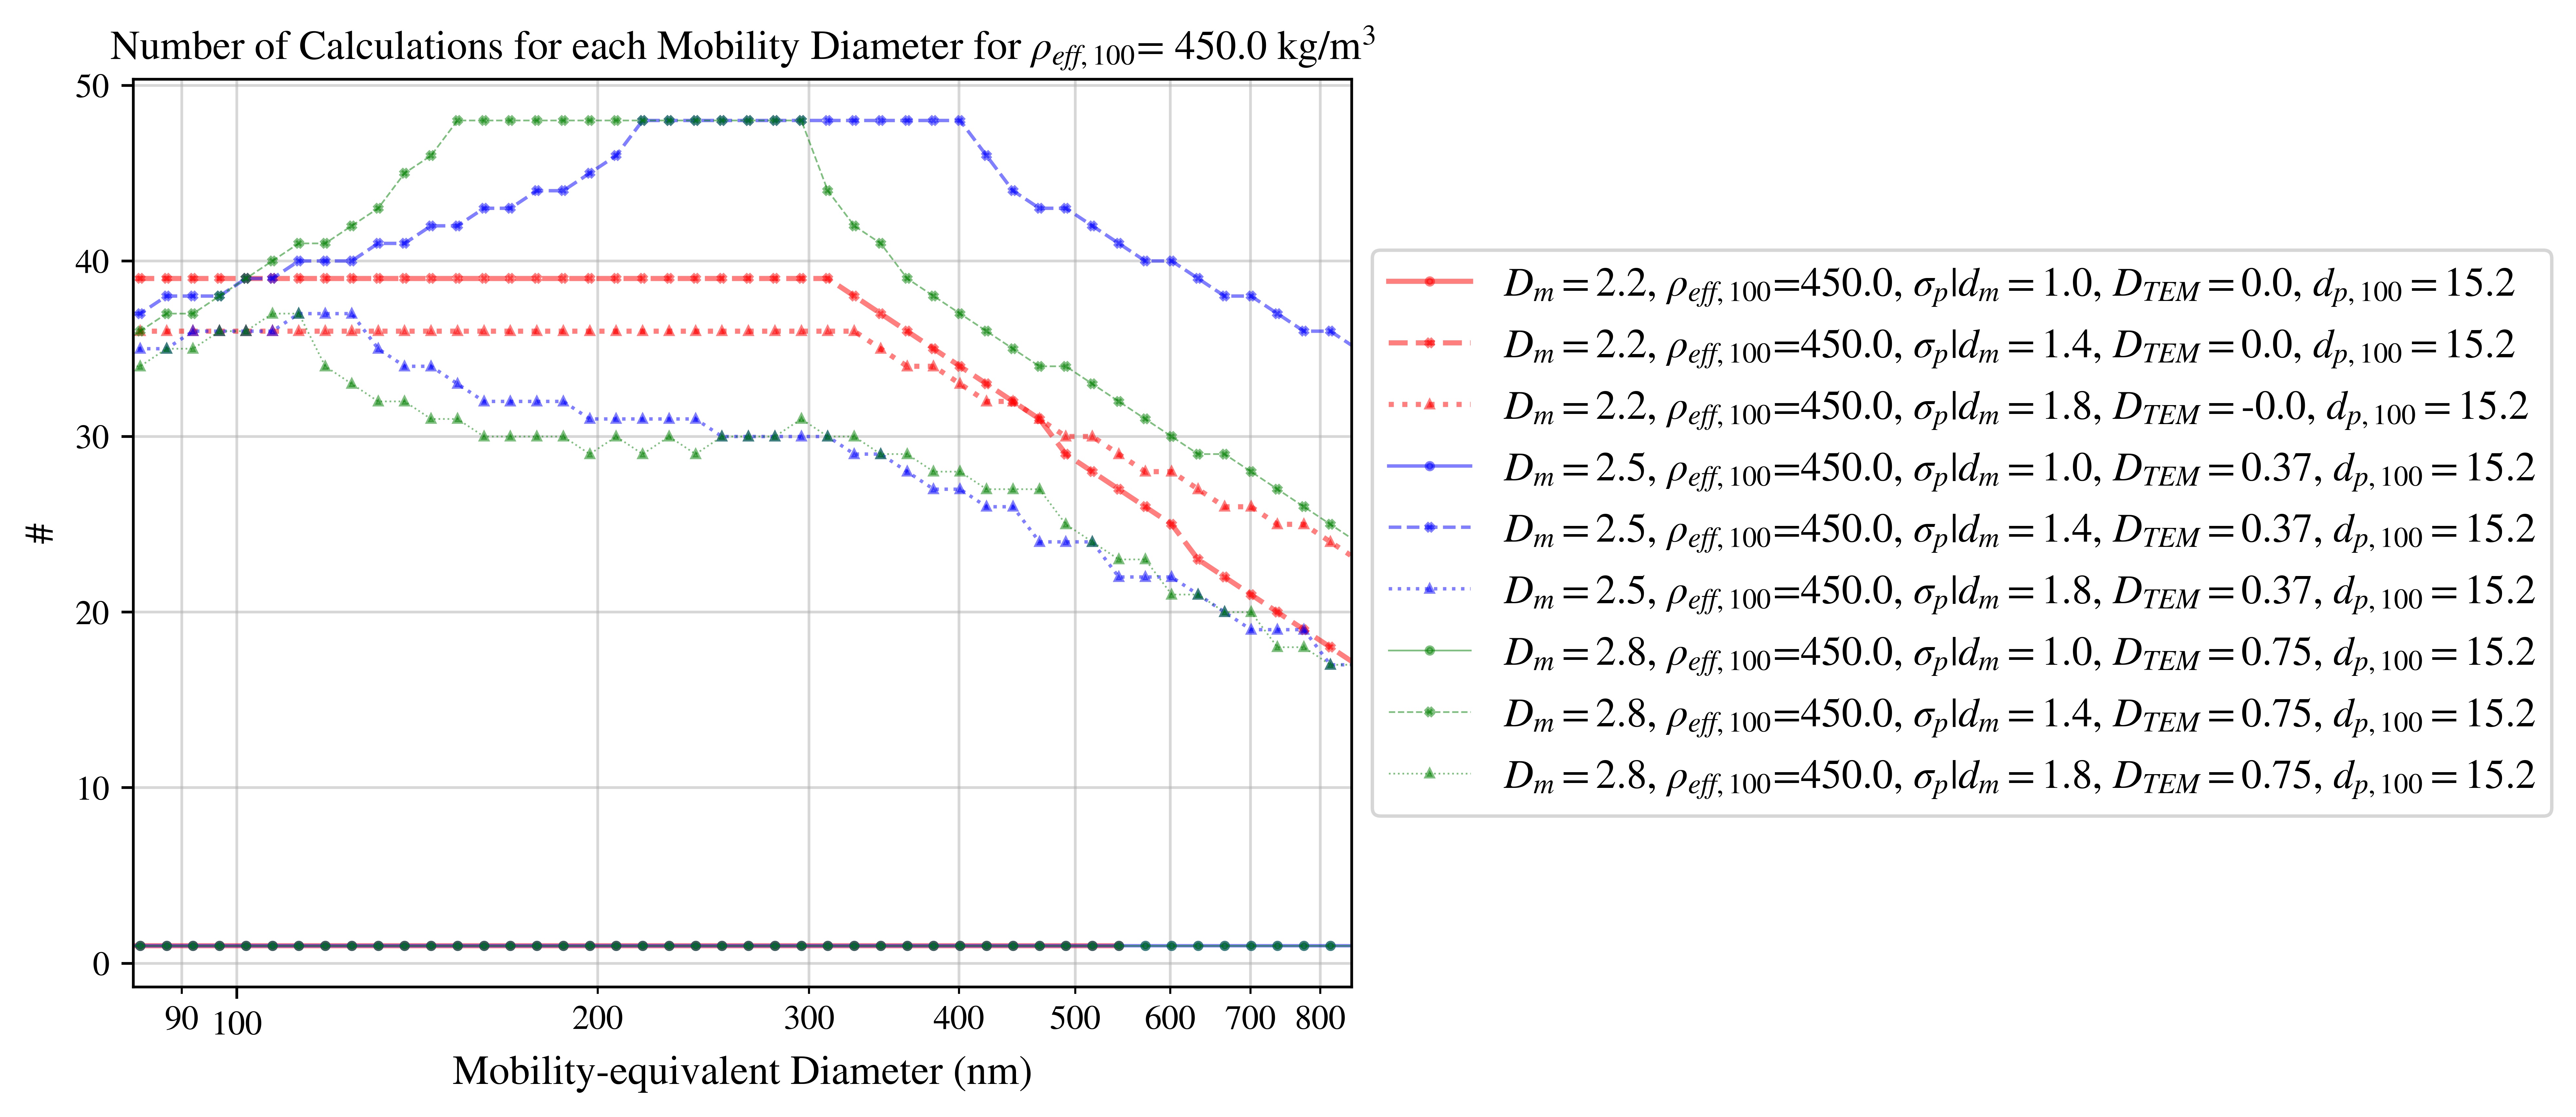 Number of Calculations for each Mobility Diameter for ρeff,100= 450.0 kg/m³
50
40
30
20
10
0
#
90 100 200 300 400 500 600 700 800
Mobility-equivalent Diameter (nm)
Dm = 2.2, ρeff,100=450.0, σp|dm = 1.0, DTEM = 0.0, dp,100 = 15.2
Dm = 2.2, ρeff,100=450.0, σp|dm = 1.4, DTEM = 0.0, dp,100 = 15.2
Dm = 2.2, ρeff,100=450.0, σp|dm = 1.8, DTEM = -0.0, dp,100 = 15.2
Dm = 2.5, ρeff,100=450.0, σp|dm = 1.0, DTEM = 0.37, dp,100 = 15.2
Dm = 2.5, ρeff,100=450.0, σp|dm = 1.4, DTEM = 0.37, dp,100 = 15.2
Dm = 2.5, ρeff,100=450.0, σp|dm = 1.8, DTEM = 0.37, dp,100 = 15.2
Dm = 2.8, ρeff,100=450.0, σp|dm = 1.0, DTEM = 0.75, dp,100 = 15.2
Dm = 2.8, ρeff,100=450.0, σp|dm = 1.4, DTEM = 0.75, dp,100 = 15.2
Dm = 2.8, ρeff,100=450.0, σp|dm = 1.8, DTEM = 0.75, dp,100 = 15.2